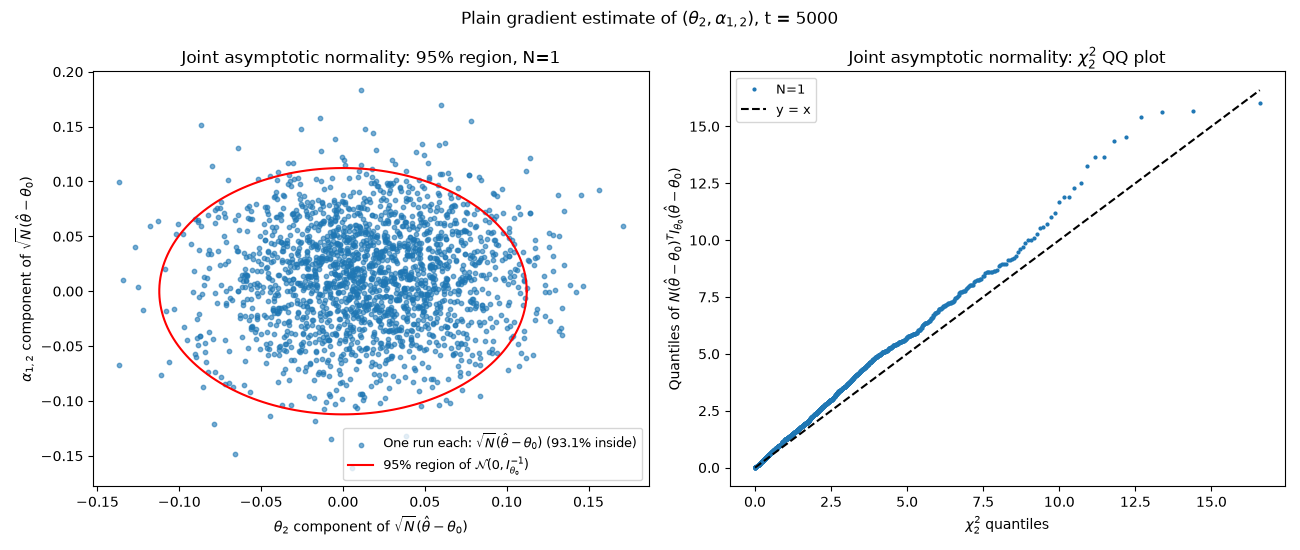 Plain gradient estimate of (θ₂, α₁,₂), t = 5000
Joint asymptotic normality: 95% region, N=1
0.20
0.15
0.10
0.05
0.00
−0.05
−0.10
−0.15
α₁,₂ component of √N(θ̂ − θ₀)
One run each: √N(θ̂ − θ₀) (93.1% inside)
95% region of 𝒩(0, I_θ₀⁻¹)
−0.15 −0.10 −0.05 0.00 0.05 0.10 0.15
θ₂ component of √N(θ̂ − θ₀)
Joint asymptotic normality: χ₂² QQ plot
N=1
y = x
15.0
12.5
10.0
7.5
5.0
2.5
0.0
Quantiles of N(θ̂ − θ₀)ᵀI_θ₀(θ̂ − θ₀)
0.0 2.5 5.0 7.5 10.0 12.5 15.0
χ₂² quantiles